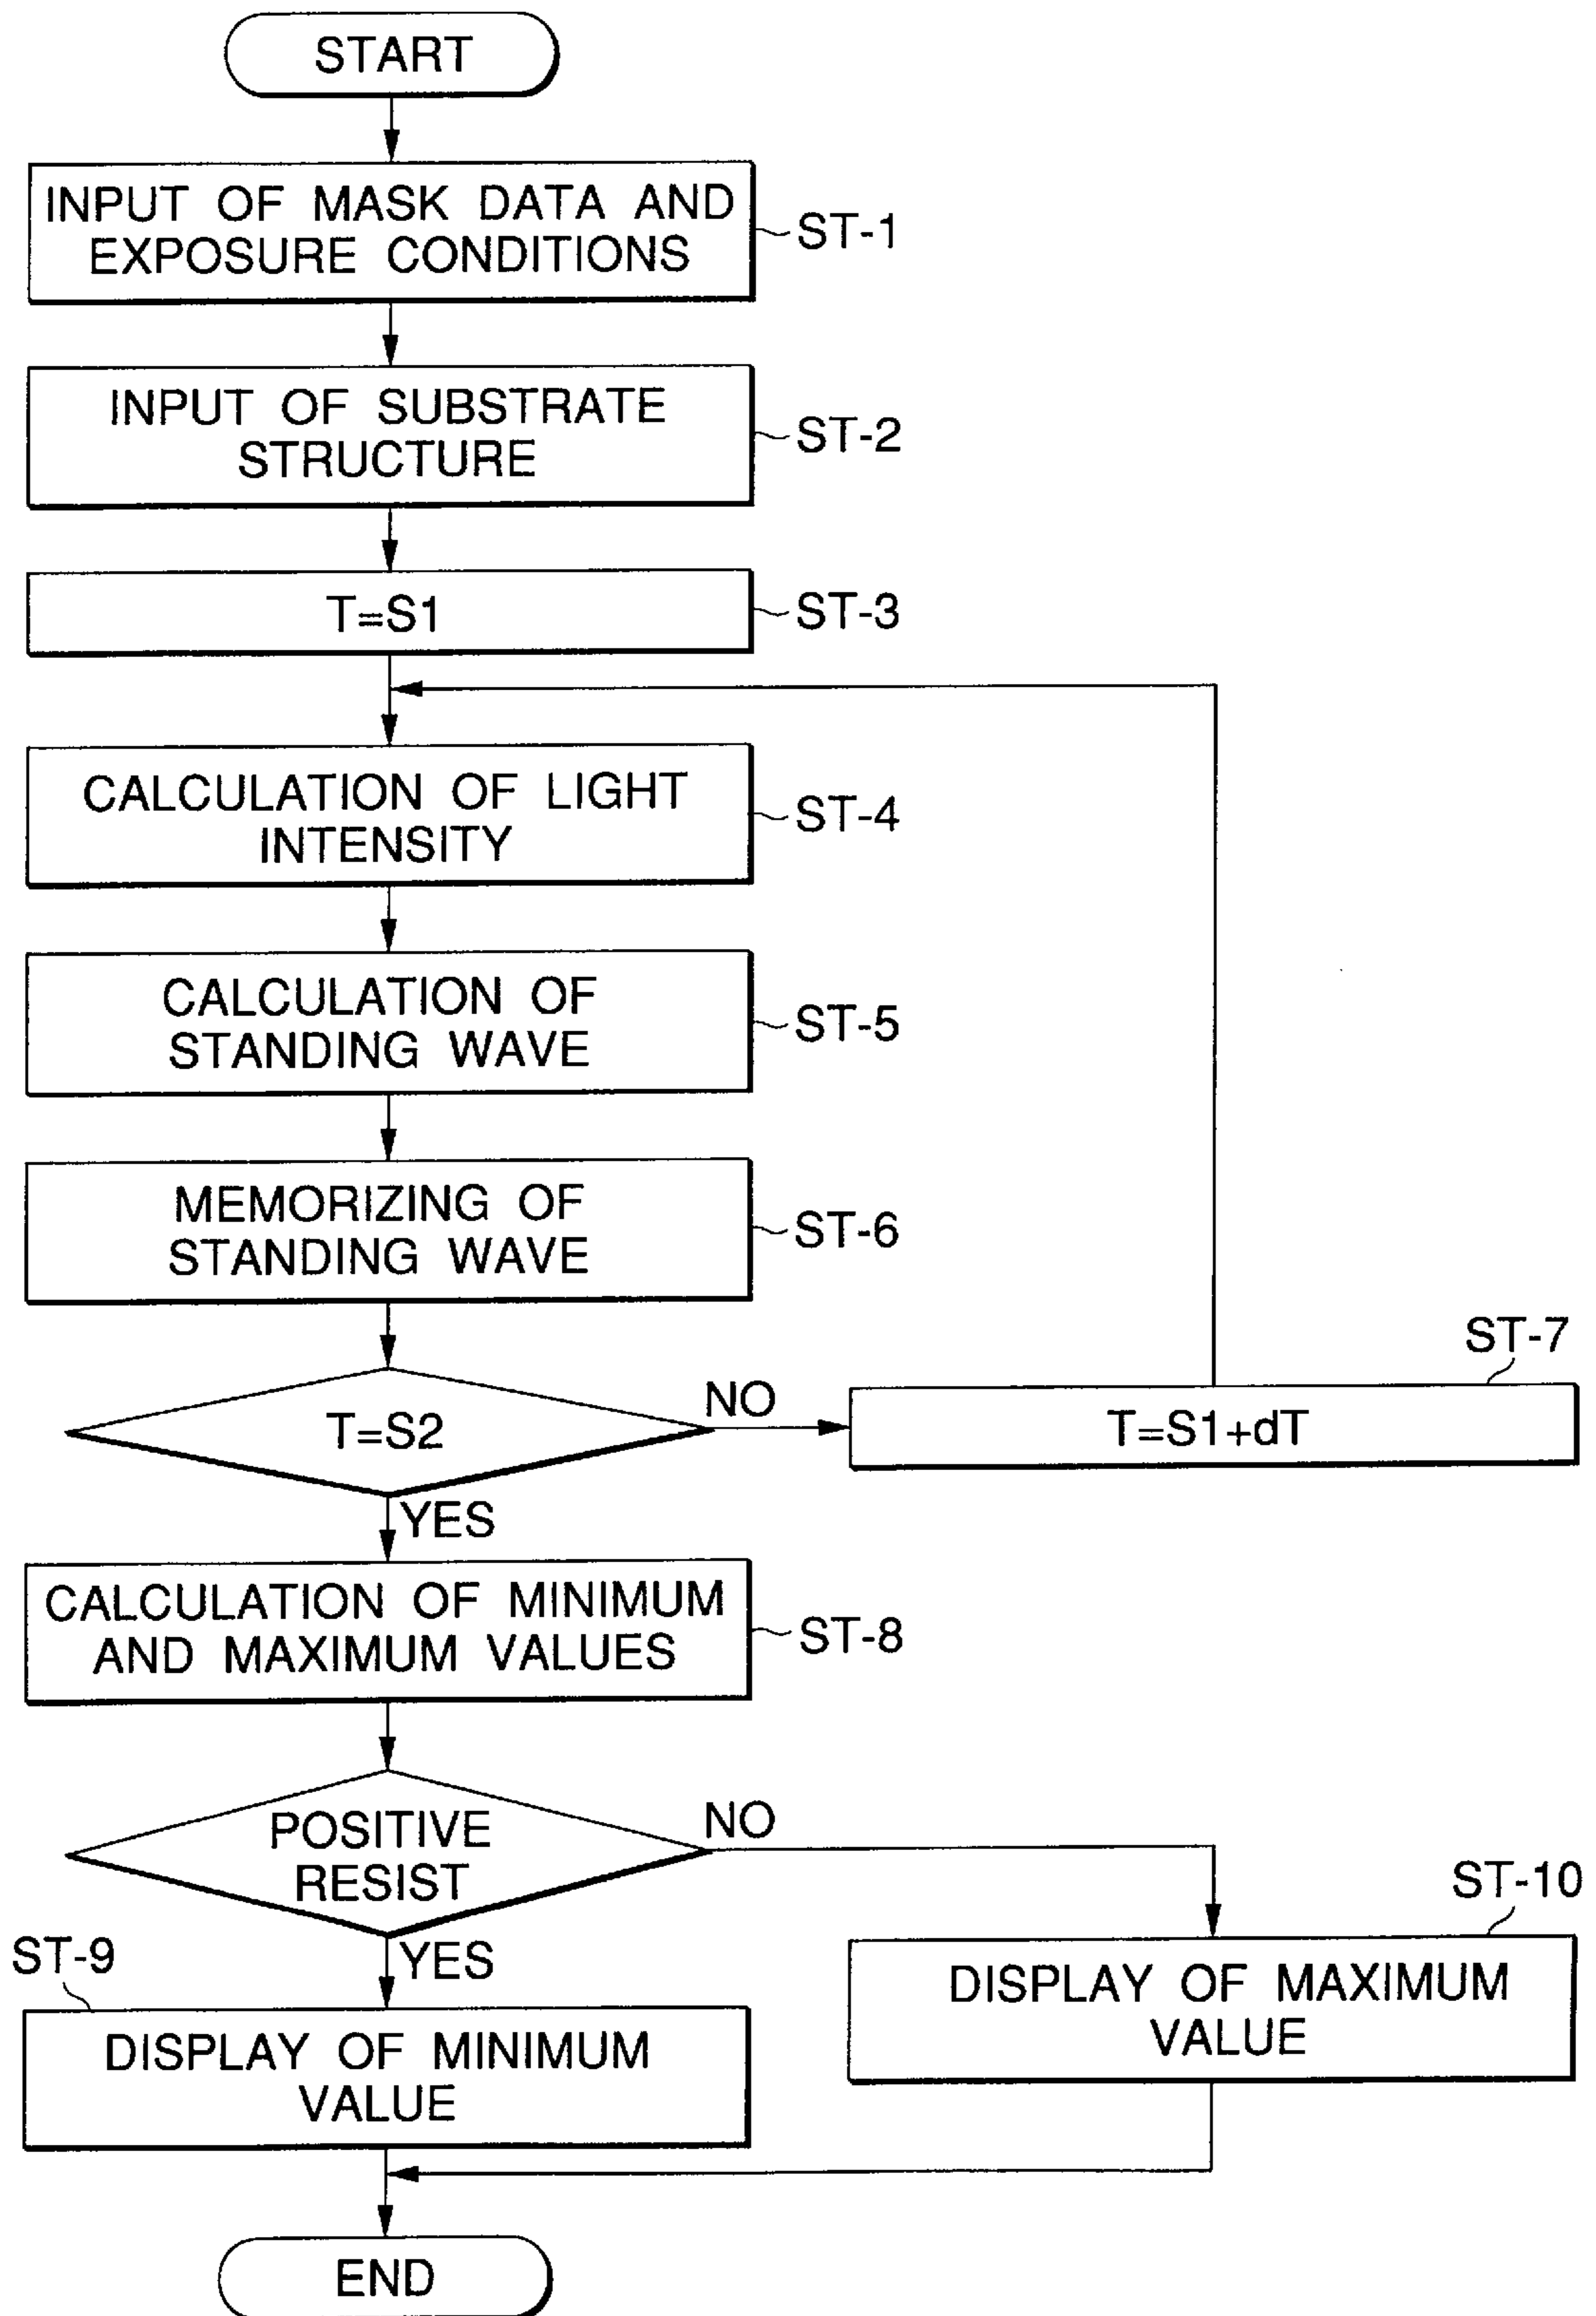 START
INPUT OF MASK DATA AND
EXPOSURE CONDITIONS
ST-1
INPUT OF SUBSTRATE
STRUCTURE
ST-2
T=S1
ST-3
CALCULATION OF LIGHT
INTENSITY
ST-4
CALCULATION OF
STANDING WAVE
ST-5
MEMORIZING OF
STANDING WAVE
ST-6
T=S2
NO
ST-7
T=S1+dT
YES
CALCULATION OF MINIMUM
AND MAXIMUM VALUES
ST-8
POSITIVE
RESIST
NO
ST-10
DISPLAY OF MAXIMUM
VALUE
YES
ST-9
DISPLAY OF MINIMUM
VALUE
END